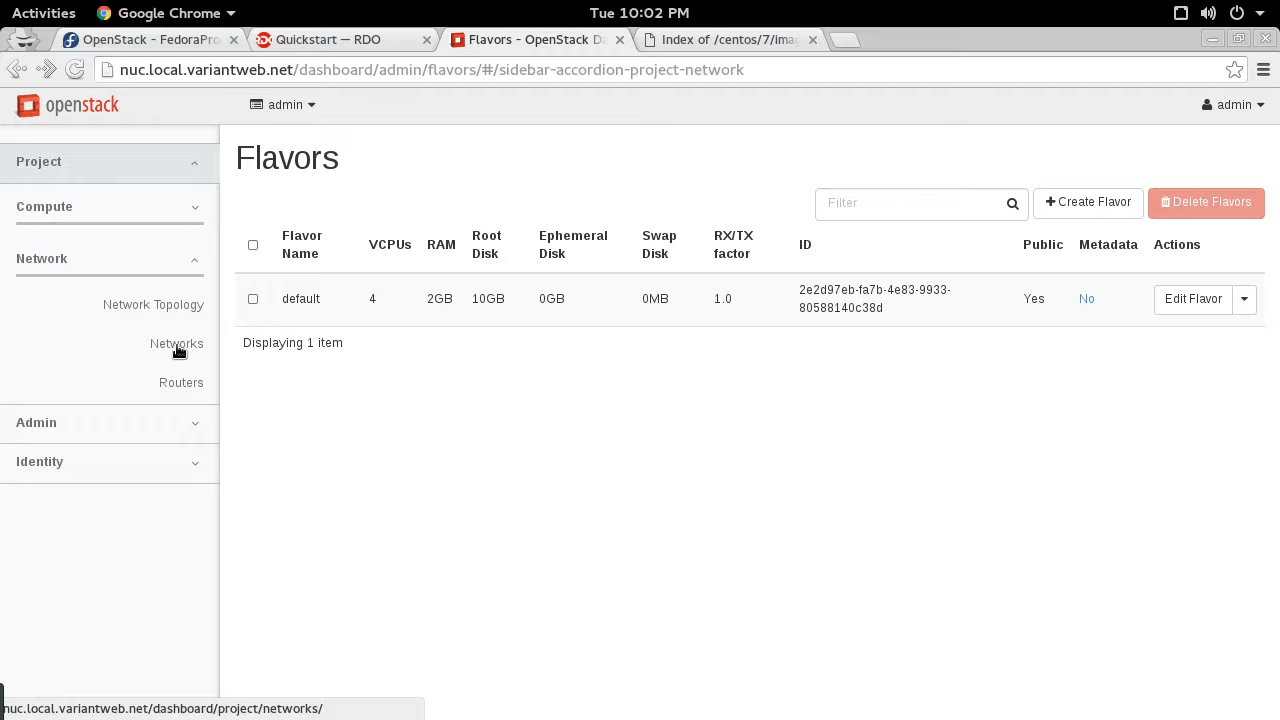 Activities Google Chrome Tue 10:02 PM
OpenStack - FedoraPro Quickstart — RDO Flavors - OpenStack Da Index of /centos/7/imag
nuc.local.variantweb.net/dashboard/admin/flavors/#/sidebar-accordion-project-network
openstack admin admin
Project
Compute
Network
Network Topology
Networks
Routers
Admin
Identity
Flavors
Filter Create Flavor Delete Flavors
Flavor Name VCPUs RAM Root Disk Ephemeral Disk Swap Disk RX/TX factor ID Public Metadata Actions
default 4 2GB 10GB 0GB 0MB 1.0 2e2d97eb-fa7b-4e83-9933-80588140c38d Yes No Edit Flavor
Displaying 1 item
nuc.local.variantweb.net/dashboard/project/networks/